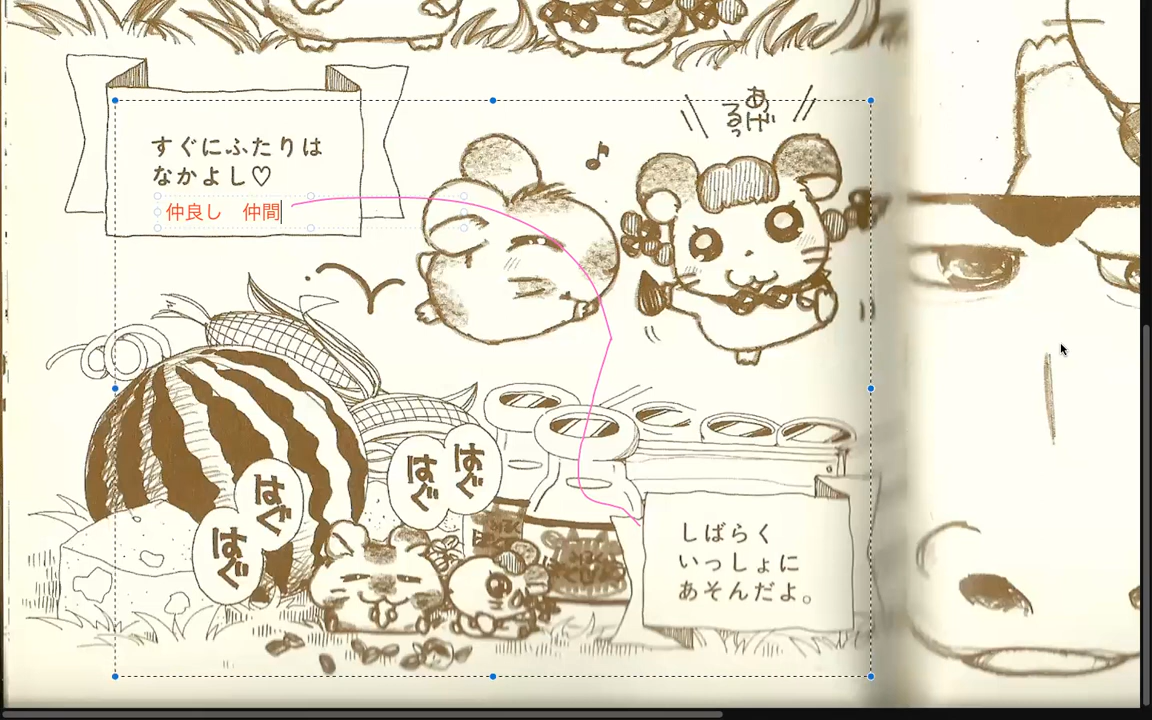 すぐにふたりは
なかよし♡
仲良し　仲間
あげ
るっ
はぐ
はぐ
はぐ
はぐ
しばらく
いっしょに
あそんだよ。